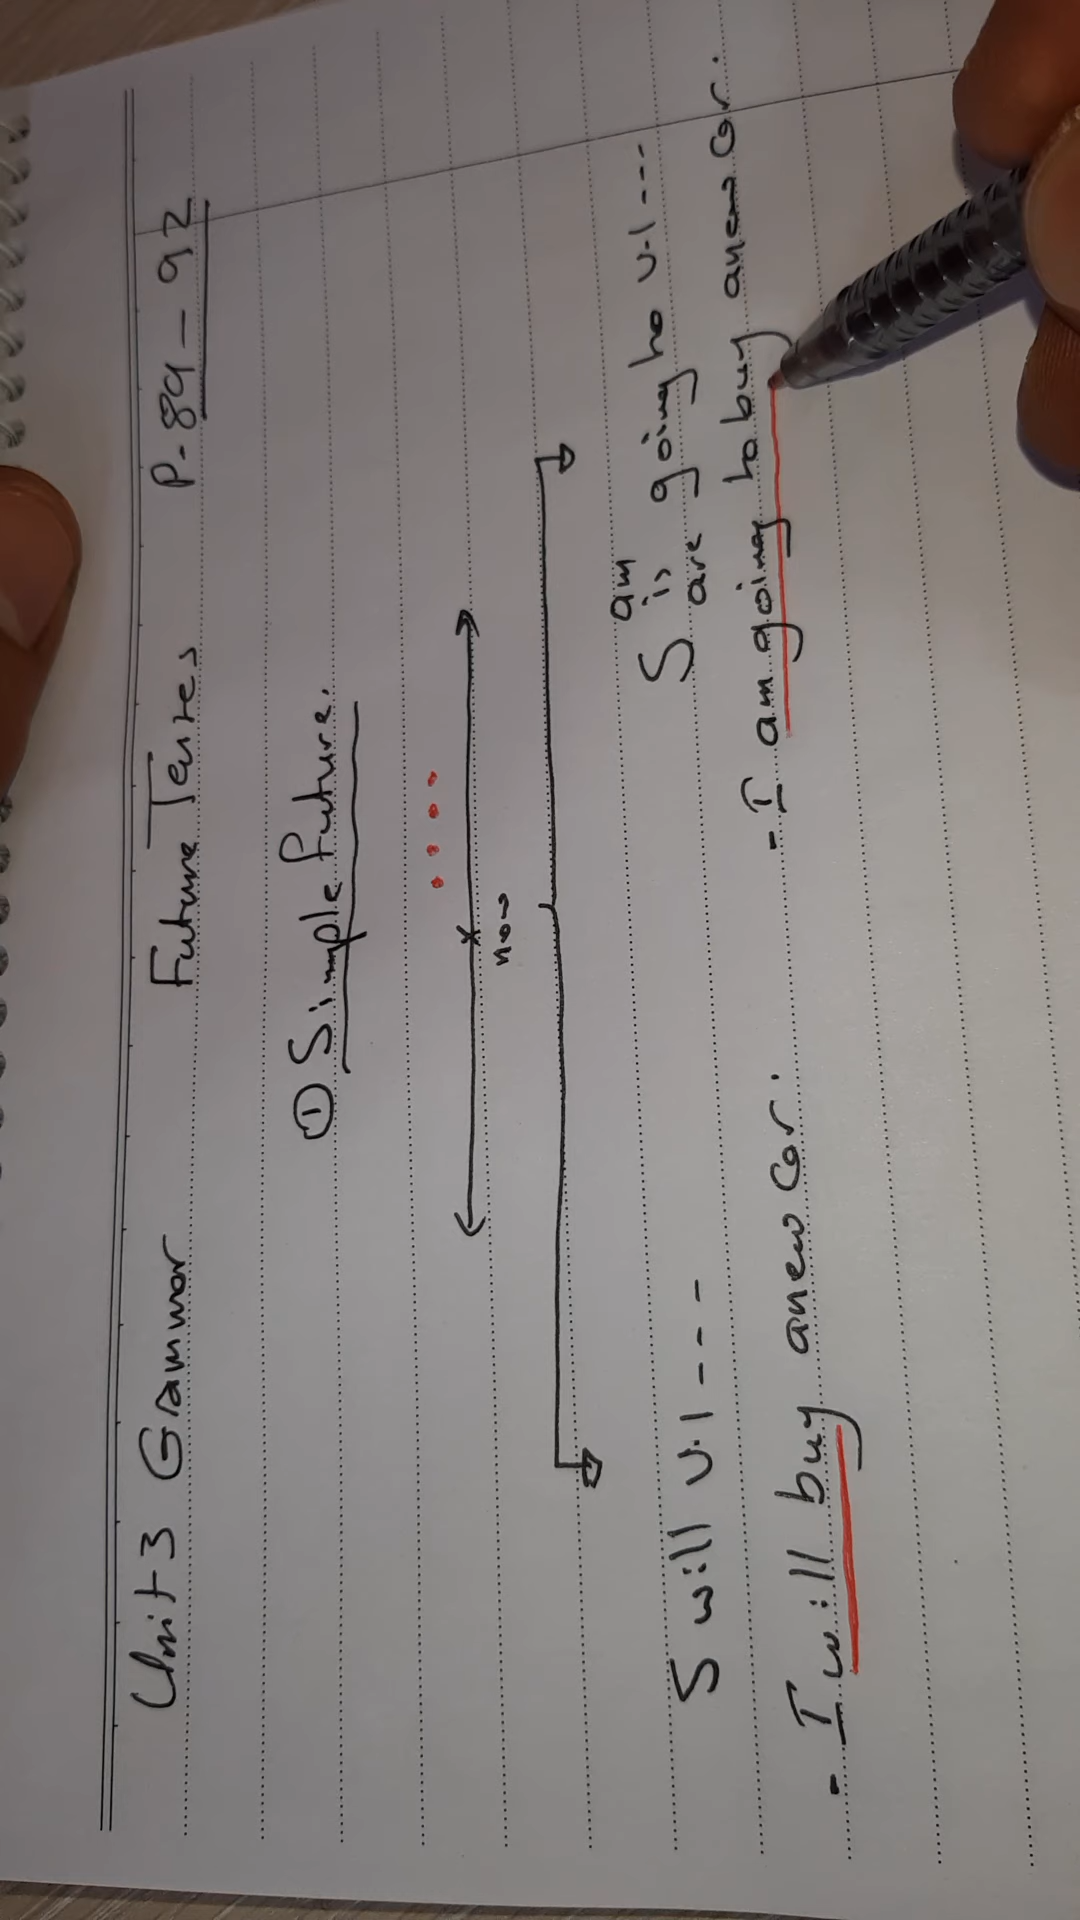 Unit 3 Grammar Future Tenses P. 89 - 92
① Simple future.
now
S will v.1 ---
S am is are going to v.1 ---
- I will buy a new car.
- I am going to buy a new car.